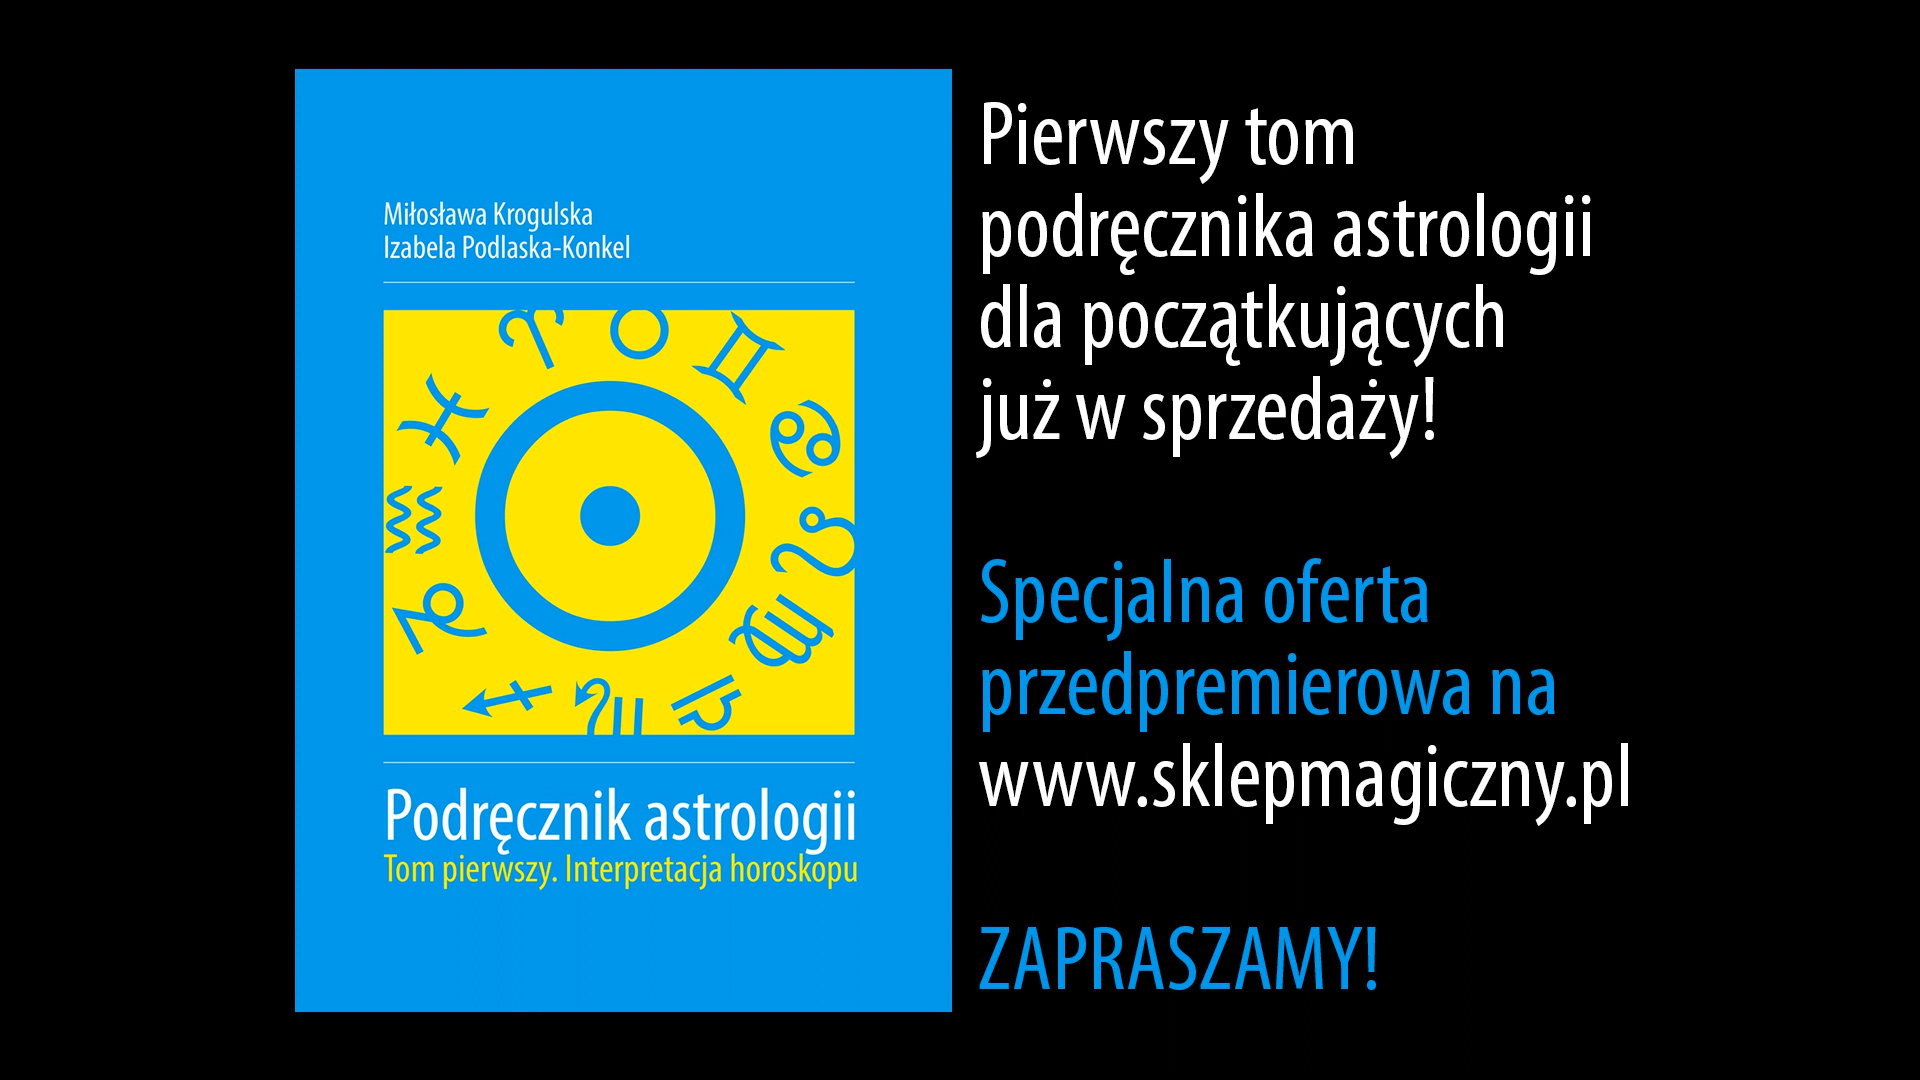 Miłosława Krogulska
Izabela Podlaska-Konkel
Podręcznik astrologii
Tom pierwszy. Interpretacja horoskopu
Pierwszy tom
podręcznika astrologii
dla początkujących
już w sprzedaży!
Specjalna oferta
przedpremierowa na
www.sklepmagiczny.pl
ZAPRASZAMY!